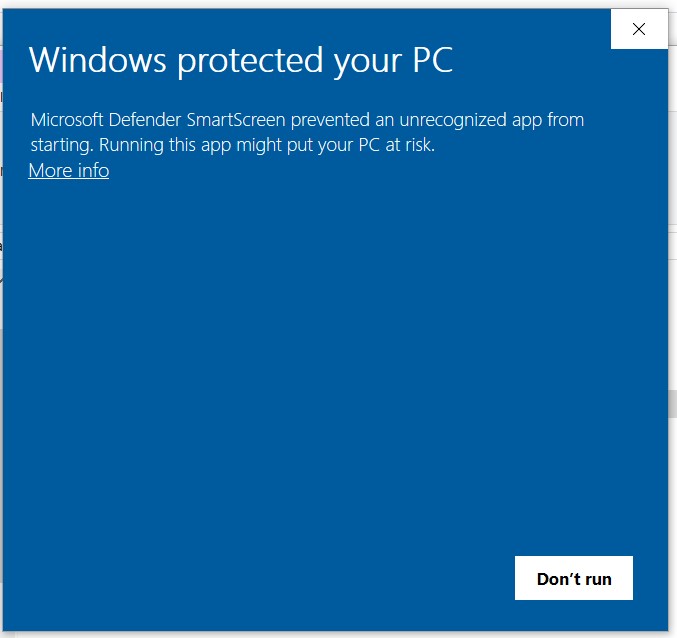 Windows protected your PC
Microsoft Defender SmartScreen prevented an unrecognized app from
starting. Running this app might put your PC at risk.
More info
Don't run